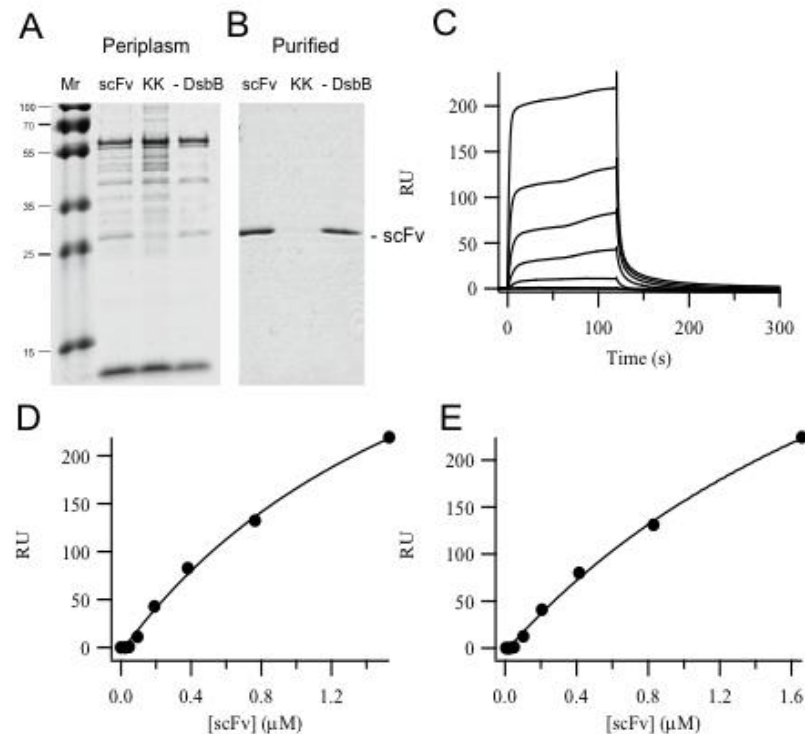 A
Periplasm
Mr scFv KK - DsbB
100
70
55
35
25
15
B
Purified
scFv KK - DsbB
- scFv
C
RU
200
150
100
50
0
0 100 200 300
Time (s)
D
RU
200
150
100
50
0
0.0 0.4 0.8 1.2
[scFv] (µM)
E
RU
200
150
100
50
0
0.0 0.4 0.8 1.2 1.6
[scFv] (µM)